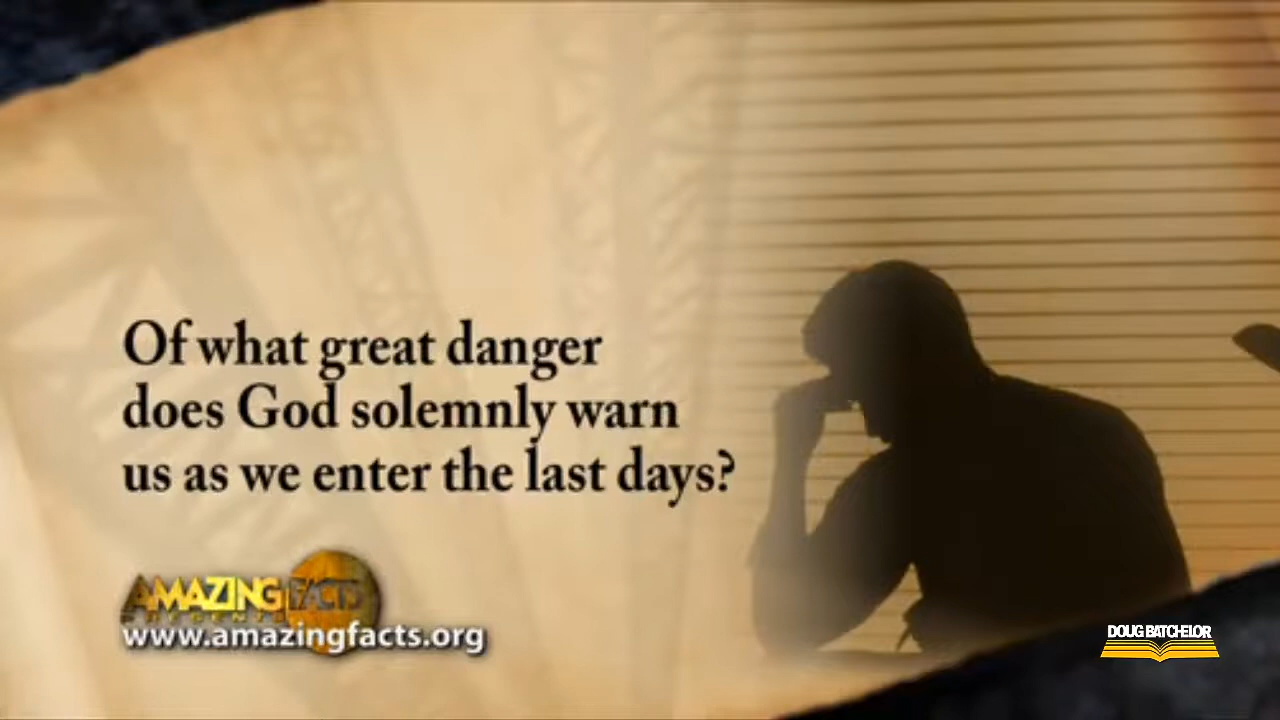 Of what great danger
does God solemnly warn
us as we enter the last days?
AMAZING FACTS
PRESENTS
www.amazingfacts.org
DOUG BATCHELOR